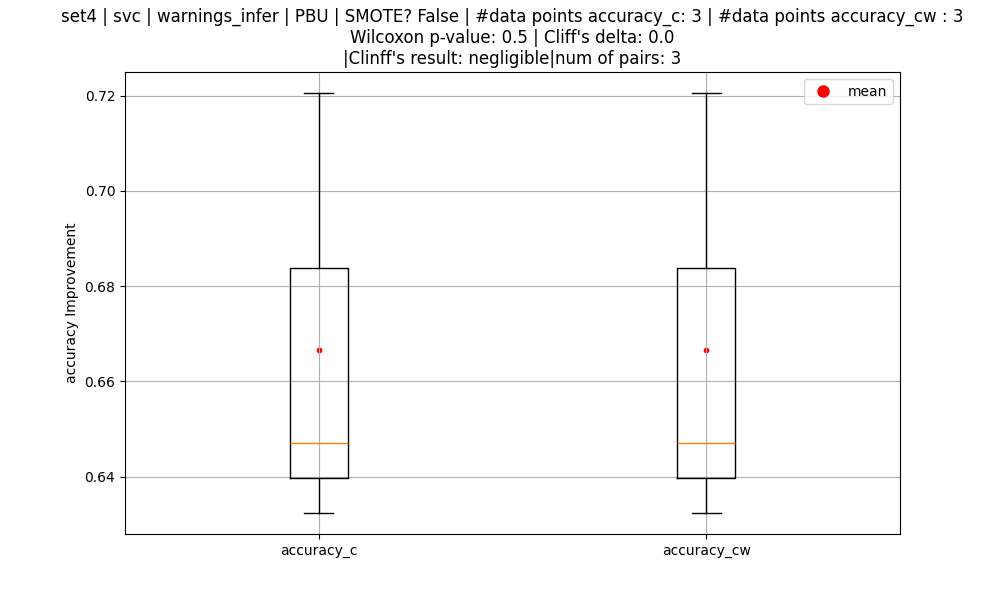 set4 | svc | warnings_infer | PBU | SMOTE? False | #data points accuracy_c: 3 | #data points accuracy_cw : 3
Wilcoxon p-value: 0.5 | Cliff's delta: 0.0
|Clinff's result: negligible|num of pairs: 3
mean
0.72
0.70
0.68
0.66
0.64
accuracy Improvement
accuracy_c
accuracy_cw